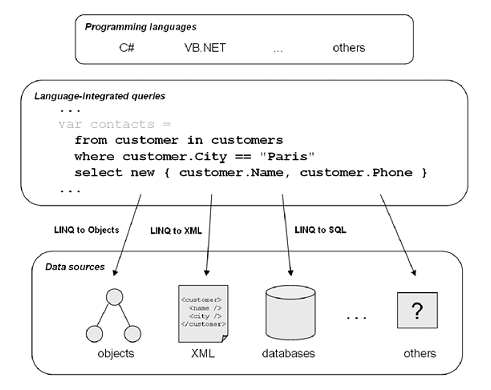 Programming languages
C# VB.NET ... others
Language-integrated queries
...
var contacts =
from customer in customers
where customer.City == "Paris"
select new { customer.Name, customer.Phone }
...
LINQ to Objects LINQ to XML LINQ to SQL
Data sources
<customer>
<name />
<city />
</customer>
... ?
objects XML databases others